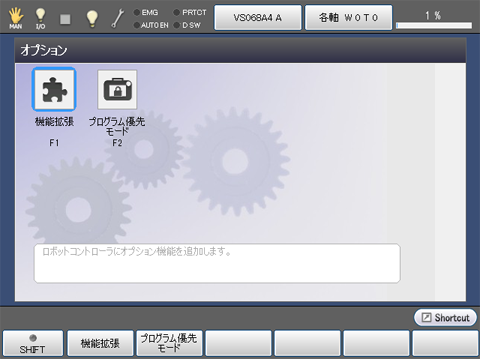 MAN
I/O
EMG
PRTCT
AUTO EN
D SW
VS068A4 A
各軸 W0T0
1 %
オプション
機能拡張
F1
プログラム優先
モード
F2
ロボットコントローラにオプション機能を追加します。
Shortcut
SHIFT
機能拡張
プログラム優先
モード